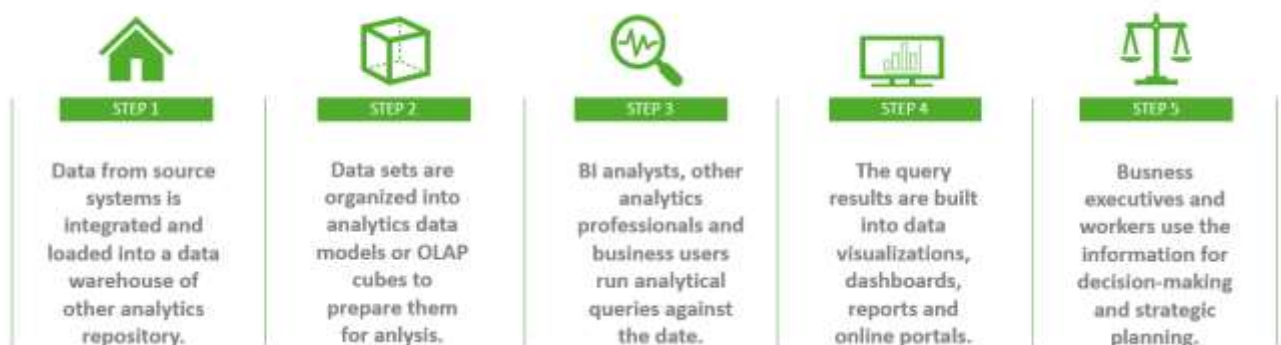 STEP 1
Data from source
systems is
integrated and
loaded into a data
warehouse of
other analytics
repository.
STEP 2
Data sets are
organized into
analytics data
models or OLAP
cubes to
prepare them
for anlysis.
STEP 3
BI analysts, other
analytics
professionals and
business users
run analytical
queries against
the date.
STEP 4
The query
results are built
into data
visualizations,
dashboards,
reports and
online portals.
STEP 5
Busness
executives and
workers use the
information for
decision-making
and strategic
planning.